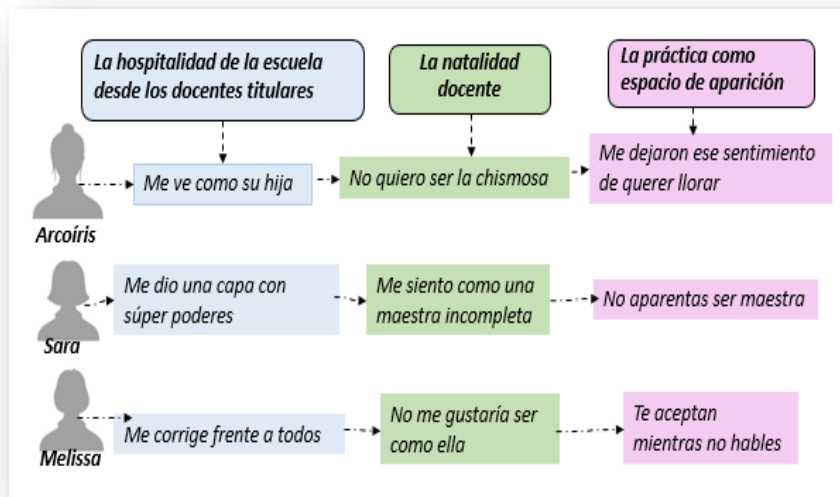 La hospitalidad de la escuela
desde los docentes titulares
La natalidad
docente
La práctica como
espacio de aparición
Me ve como su hija
No quiero ser la chismosa
Me dejaron ese sentimiento
de querer llorar
Arcoíris
Me dio una capa con
súper poderes
Me siento como una
maestra incompleta
No aparentas ser maestra
Sara
Me corrige frente a todos
No me gustaría ser
como ella
Te aceptan
mientras no hables
Melissa